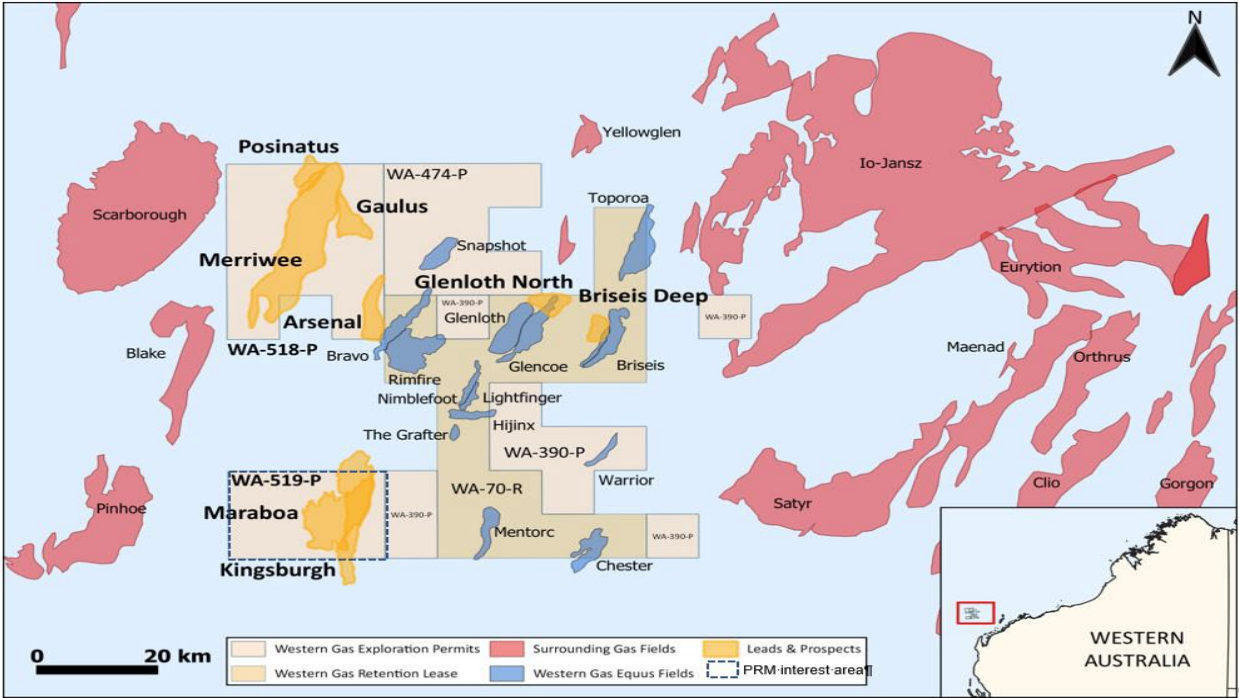 N
Yellowglen
Posinatus
WA-474-P
Io-Jansz
Toporoa
Gaulus
Scarborough
Snapshot
Merriwee
Eurytion
Glenloth North
Briseis Deep
WA-390-P
Glenloth
WA-390-P
Arsenal
WA-518-P
Bravo
Blake
Maenad
Orthrus
Glencoe
Briseis
Rimfire
Nimblefoot
Lightfinger
Hijinx
The Grafter
WA-390-P
WA-519-P
Warrior
WA-70-R
Clio
Gorgon
Satyr
Pinhoe
Maraboa
WA-390-P
Mentorc
WA-390-P
Chester
Kingsburgh
WESTERN
AUSTRALIA
0 20 km
Western Gas Exploration Permits
Surrounding Gas Fields
Leads & Prospects
Western Gas Retention Lease
Western Gas Equus Fields
PRM·interest·area¶